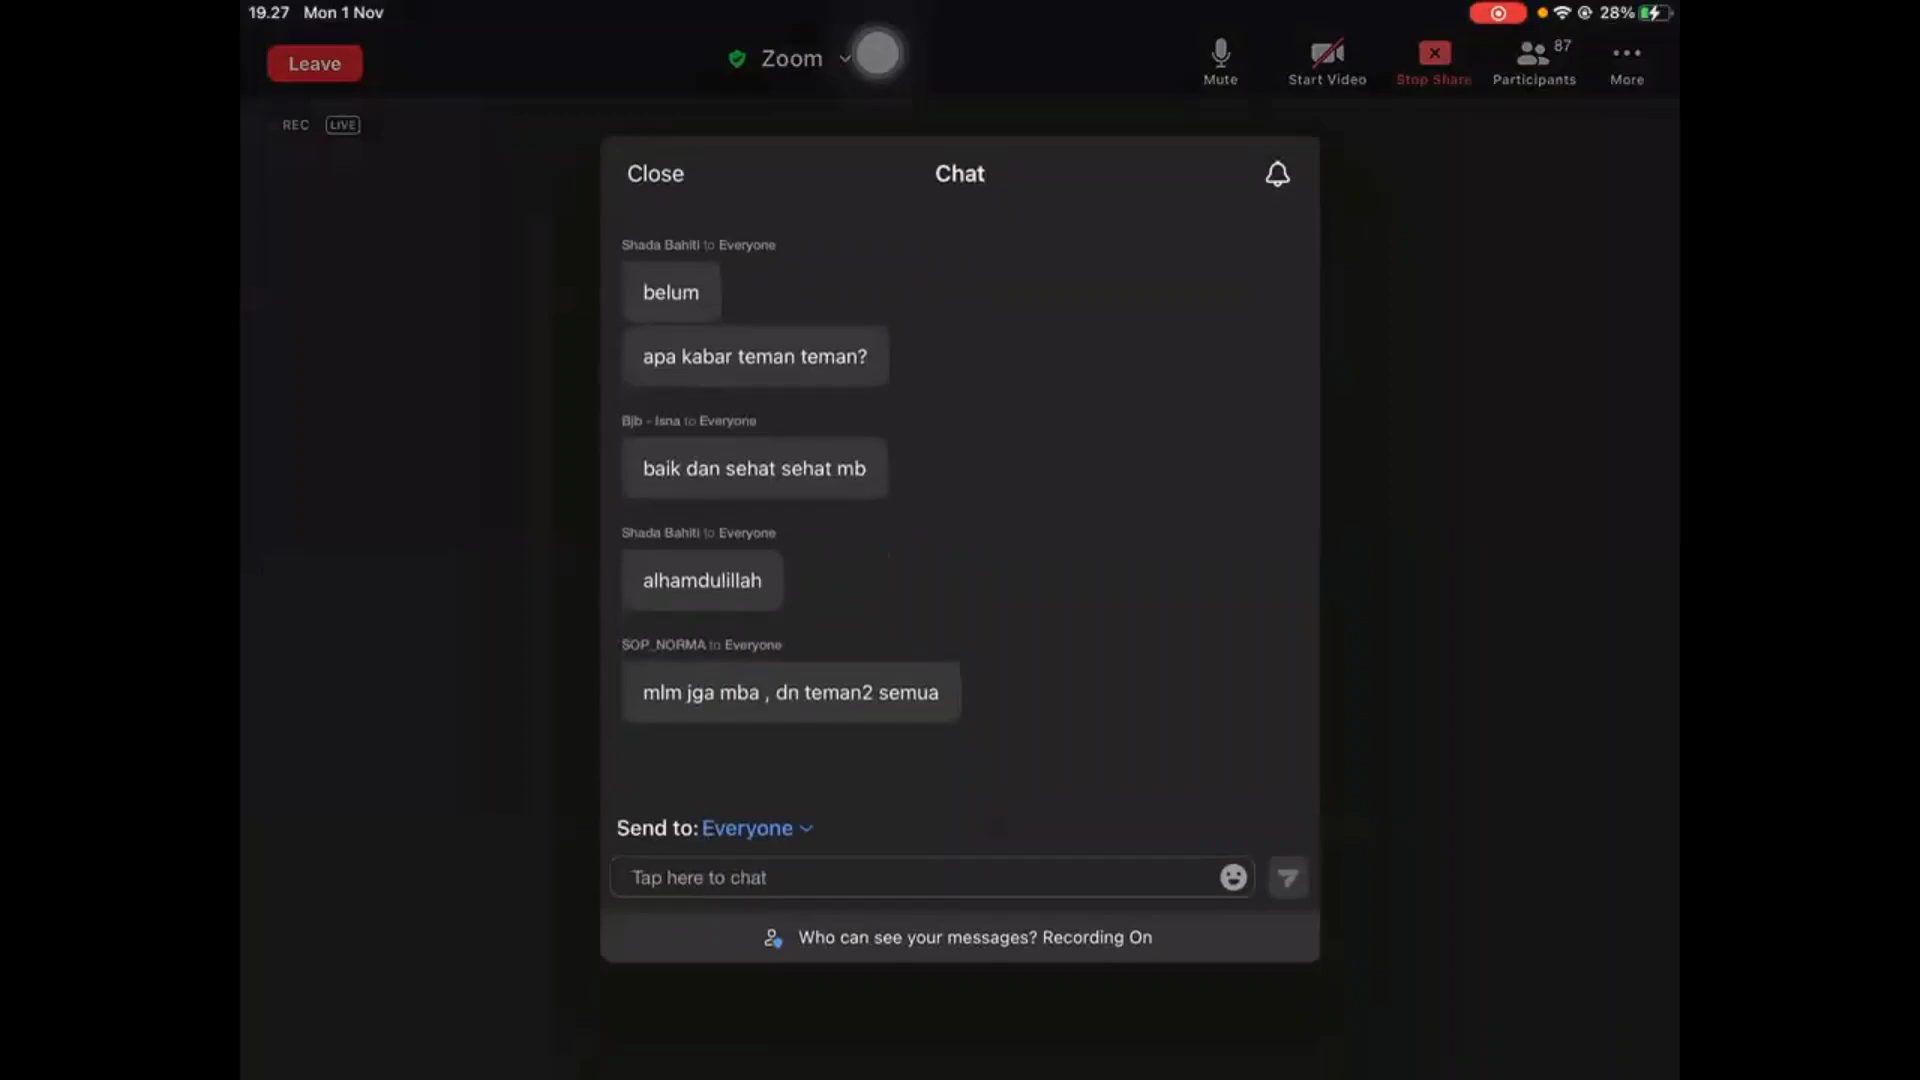 19.27 Mon 1 Nov
28%
Leave
Zoom
Mute
Start Video
Stop Share
87
Participants
More
REC LIVE
Close
Chat
Shada Bahiti to Everyone
belum
apa kabar teman teman?
Bjb - Isna to Everyone
baik dan sehat sehat mb
Shada Bahiti to Everyone
alhamdulillah
SOP_NORMA to Everyone
mlm jga mba , dn teman2 semua
Send to: Everyone
Tap here to chat
Who can see your messages? Recording On